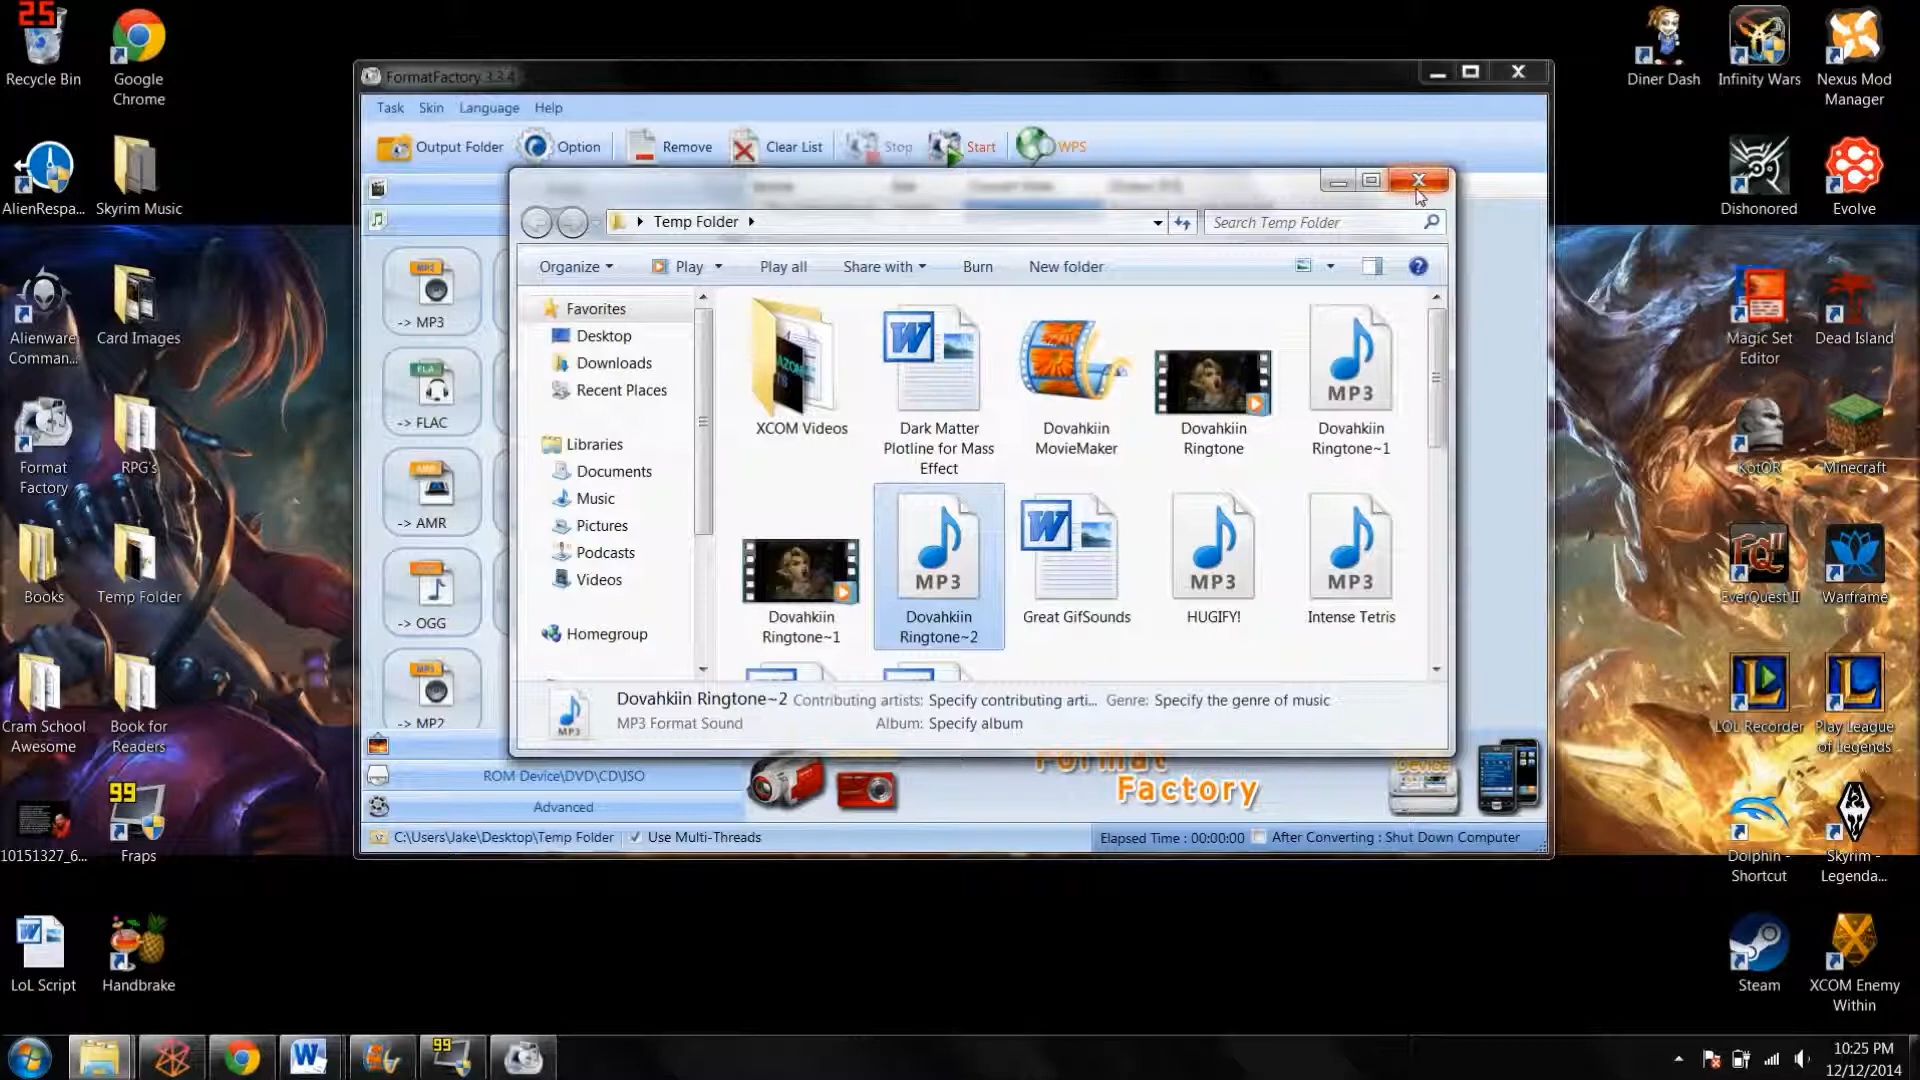 25
Recycle Bin
Google
Chrome
AlienRespa...
Skyrim Music
Alienware
Comman...
Card Images
Format
Factory
RPG's
Books
Temp Folder
Cram School
Awesome
Book for
Readers
10151327_6...
99
Fraps
LoL Script
Handbrake
FormatFactory 3.3.4
Task Skin Language Help
Output Folder Option Remove Clear List Stop Start WPS
-> MP3
-> FLAC
-> AMR
-> OGG
-> MP2
Temp Folder
Search Temp Folder
Organize Play Play all Share with Burn New folder
Favorites
Desktop
Downloads
Recent Places
Libraries
Documents
Music
Pictures
Podcasts
Videos
Homegroup
XCOM Videos
Dark Matter
Plotline for Mass
Effect
Dovahkiin
MovieMaker
Dovahkiin
Ringtone
MP3
Dovahkiin
Ringtone~1
Dovahkiin
Ringtone~1
MP3
Dovahkiin
Ringtone~2
Great GifSounds
MP3
HUGIFY!
MP3
Intense Tetris
MP3
Dovahkiin Ringtone~2 Contributing artists: Specify contributing arti... Genre: Specify the genre of music
MP3 Format Sound Album: Specify album
ROM Device\DVD\CD\ISO
Advanced
Format
Factory
C:\Users\Jake\Desktop\Temp Folder Use Multi-Threads
Elapsed Time : 00:00:00 After Converting : Shut Down Computer
Diner Dash
Infinity Wars
Nexus Mod
Manager
Dishonored
Evolve
Magic Set
Editor
Dead Island
KotOR
Minecraft
EverQuest II
Warframe
LOL Recorder
Play League
of Legends
Dolphin -
Shortcut
Skyrim -
Legenda...
Steam
XCOM Enemy
Within
99
10:25 PM
12/12/2014